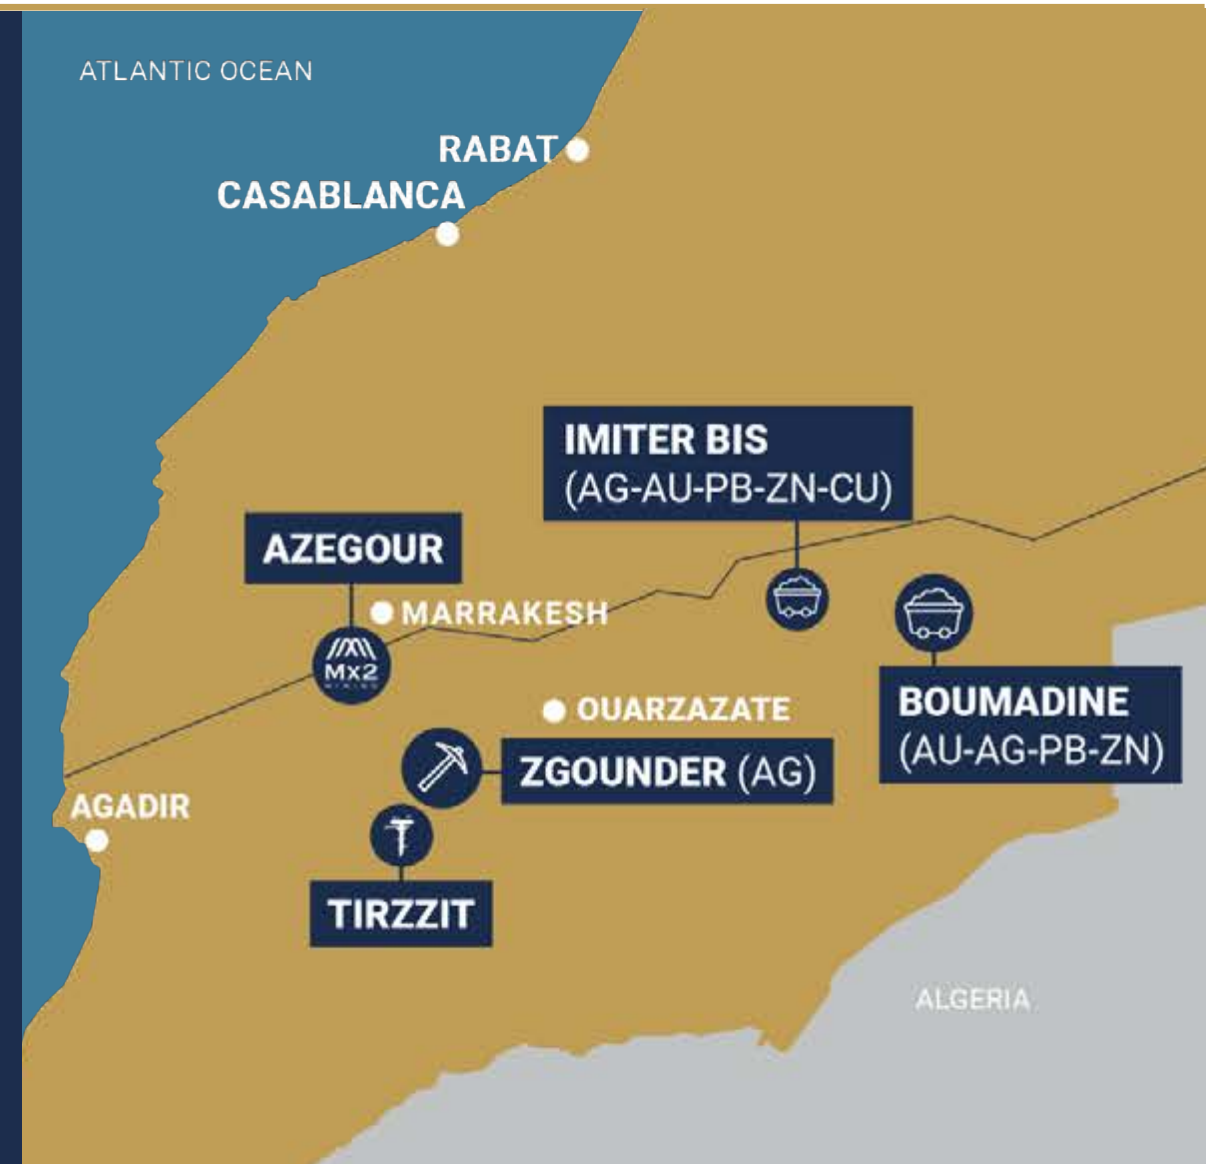 ATLANTIC OCEAN
RABAT
CASABLANCA
IMITER BIS
(AG-AU-PB-ZN-CU)
AZEGOUR
MARRAKESH
Mx2
MINING
BOUMADINE
(AU-AG-PB-ZN)
OUARZAZATE
ZGOUNDER (AG)
AGADIR
TIRZZIT
ALGERIA